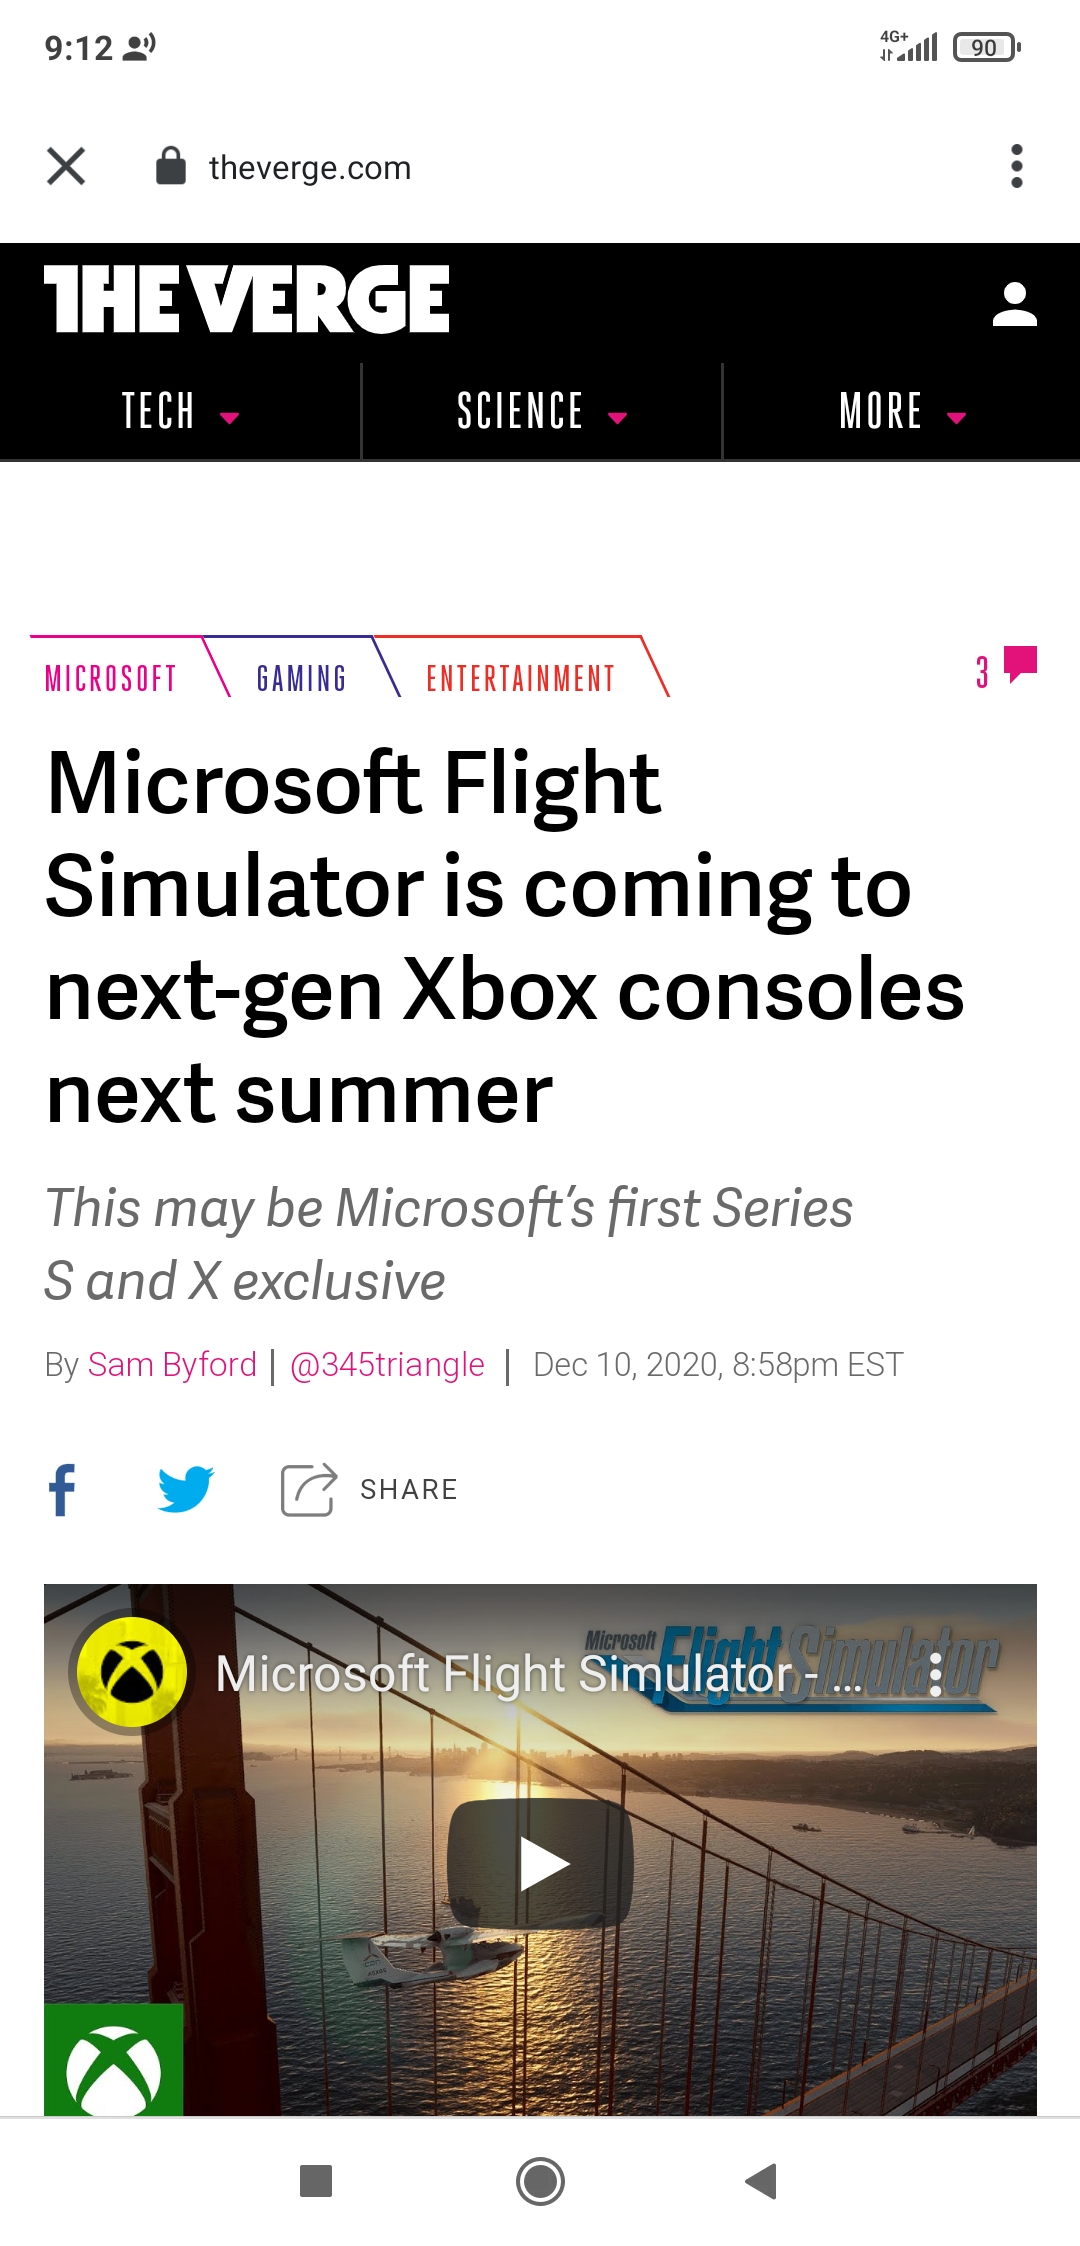 9:12
4G+
90
theverge.com
THE VERGE
TECH
SCIENCE
MORE
MICROSOFT
GAMING
ENTERTAINMENT
3
Microsoft Flight
Simulator is coming to
next-gen Xbox consoles
next summer
This may be Microsoft’s first Series
S and X exclusive
By Sam Byford | @345triangle | Dec 10, 2020, 8:58pm EST
SHARE
Microsoft Flight Simulator
Microsoft Flight Simulator - ...